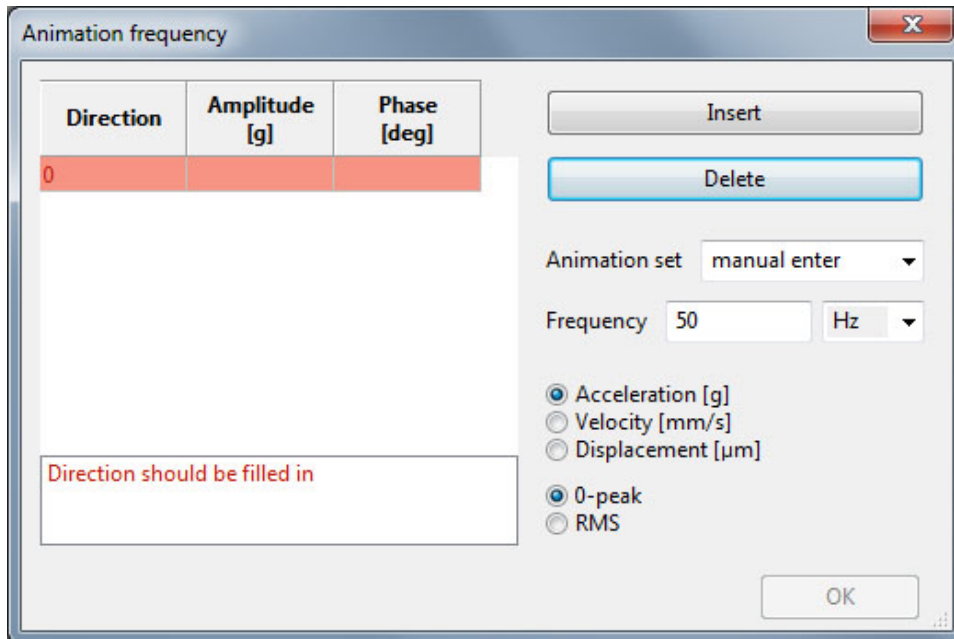 Animation frequency
Direction
Amplitude
[g]
Phase
[deg]
0
Direction should be filled in
Insert
Delete
Animation set manual enter
Frequency 50 Hz
Acceleration [g]
Velocity [mm/s]
Displacement [µm]
0-peak
RMS
OK